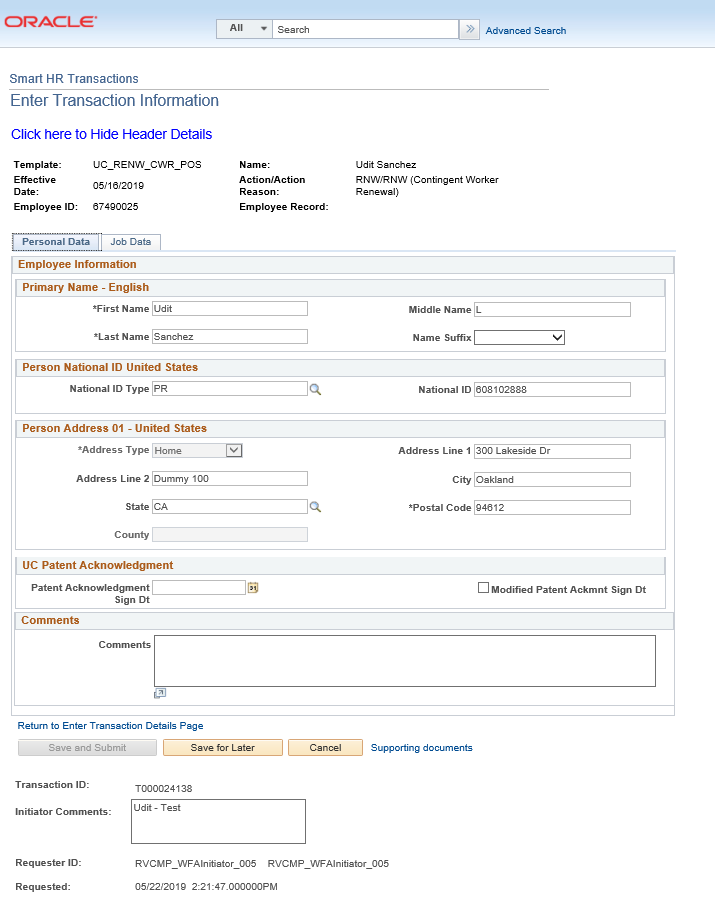 ORACLE
All Search Advanced Search
Smart HR Transactions
Enter Transaction Information
Click here to Hide Header Details
Template: UC_RENW_CWR_POS Name: Udit Sanchez
Effective Date: 05/16/2019 Action/Action Reason: RNW/RNW (Contingent Worker Renewal)
Employee ID: 67490025 Employee Record:
Personal Data Job Data
Employee Information
Primary Name - English
*First Name Udit Middle Name L
*Last Name Sanchez Name Suffix
Person National ID United States
National ID Type PR National ID 608102888
Person Address 01 - United States
*Address Type Home Address Line 1 300 Lakeside Dr
Address Line 2 Dummy 100 City Oakland
State CA *Postal Code 94612
County
UC Patent Acknowledgment
Patent Acknowledgment Sign Dt Modified Patent Ackmnt Sign Dt
Comments
Comments
Return to Enter Transaction Details Page
Save and Submit Save for Later Cancel Supporting documents
Transaction ID: T000024138
Initiator Comments: Udit - Test
Requester ID: RVCMP_WFAInitiator_005 RVCMP_WFAInitiator_005
Requested: 05/22/2019 2:21:47.000000PM